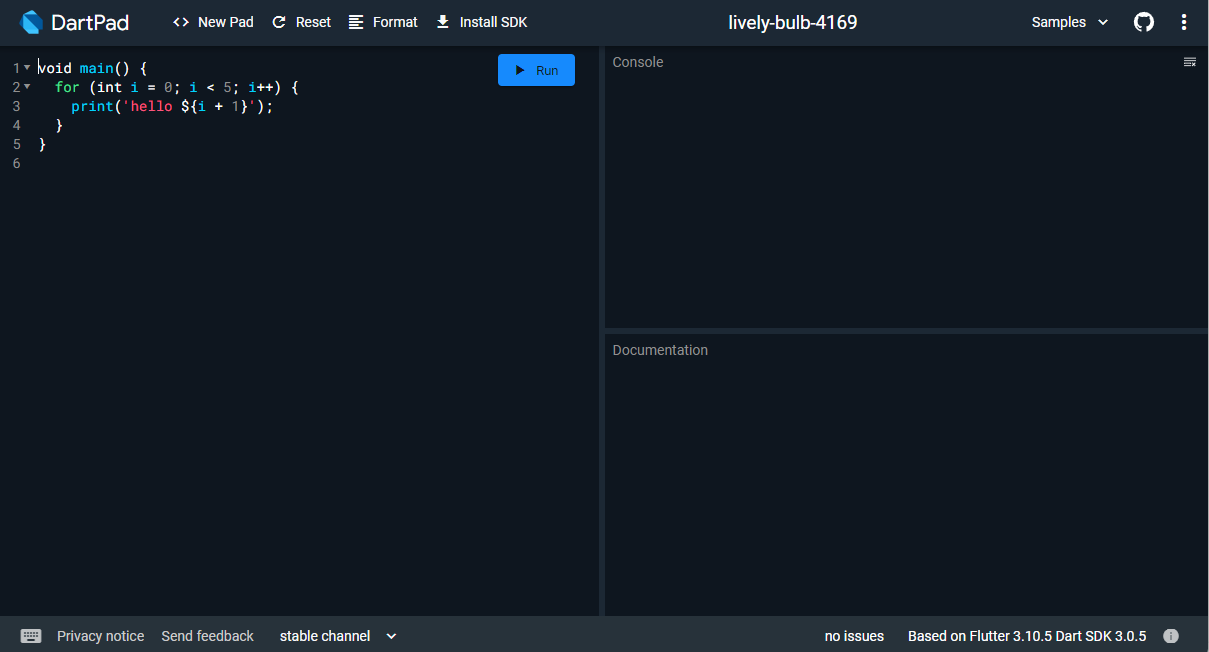 DartPad <> New Pad Reset Format Install SDK lively-bulb-4169 Samples
1 void main() {
2   for (int i = 0; i < 5; i++) {
3     print('hello ${i + 1}');
4   }
5 }
6
Run
Console
Documentation
Privacy notice Send feedback stable channel no issues Based on Flutter 3.10.5 Dart SDK 3.0.5 i